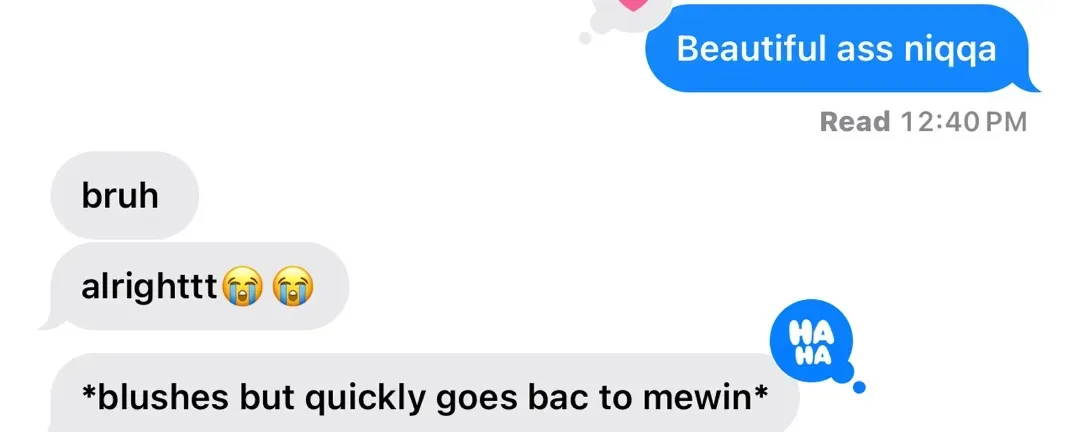 Beautiful ass niqqa
Read 12:40 PM
bruh
alrighttt😭😭
HA
HA
*blushes but quickly goes bac to mewin*